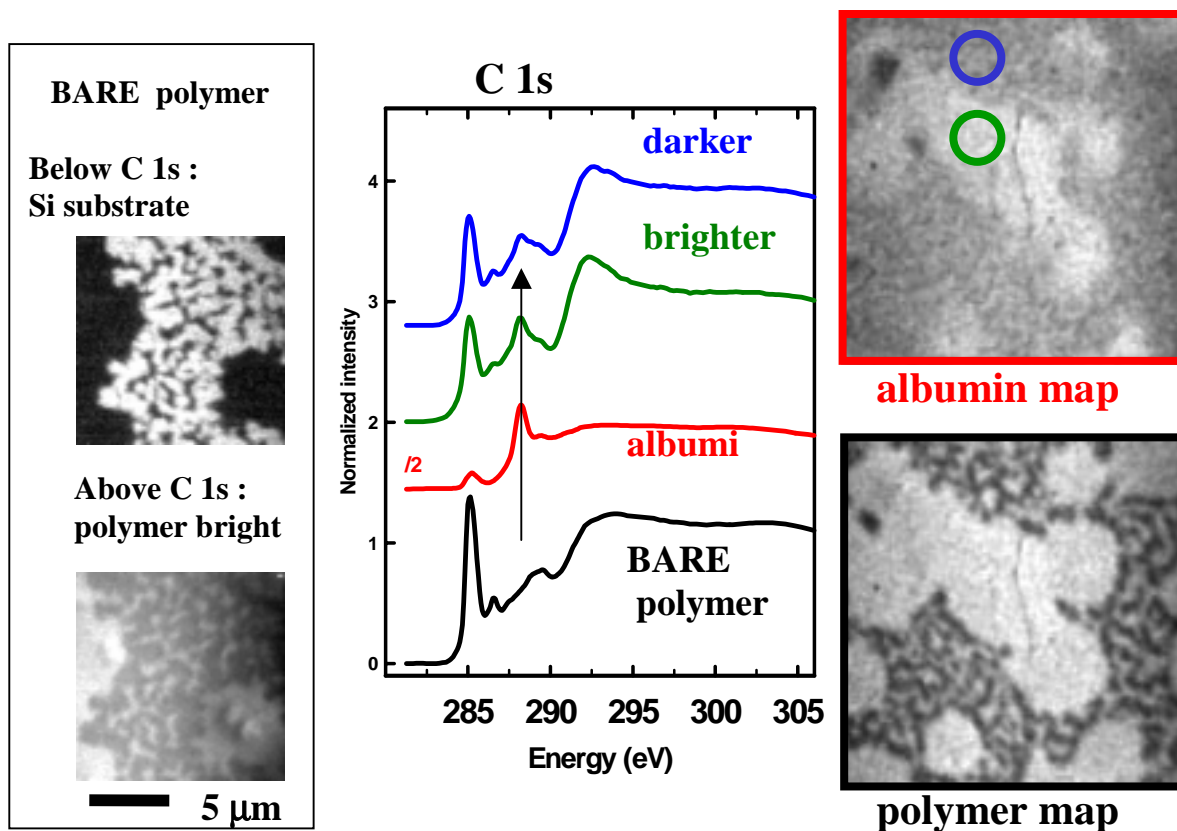 BARE polymer
Below C 1s :
Si substrate
Above C 1s :
polymer bright
5 μm
C 1s
darker
brighter
albumi
/2
BARE
polymer
Normalized intensity
4
3
2
1
0
285 290 295 300 305
Energy (eV)
albumin map
polymer map